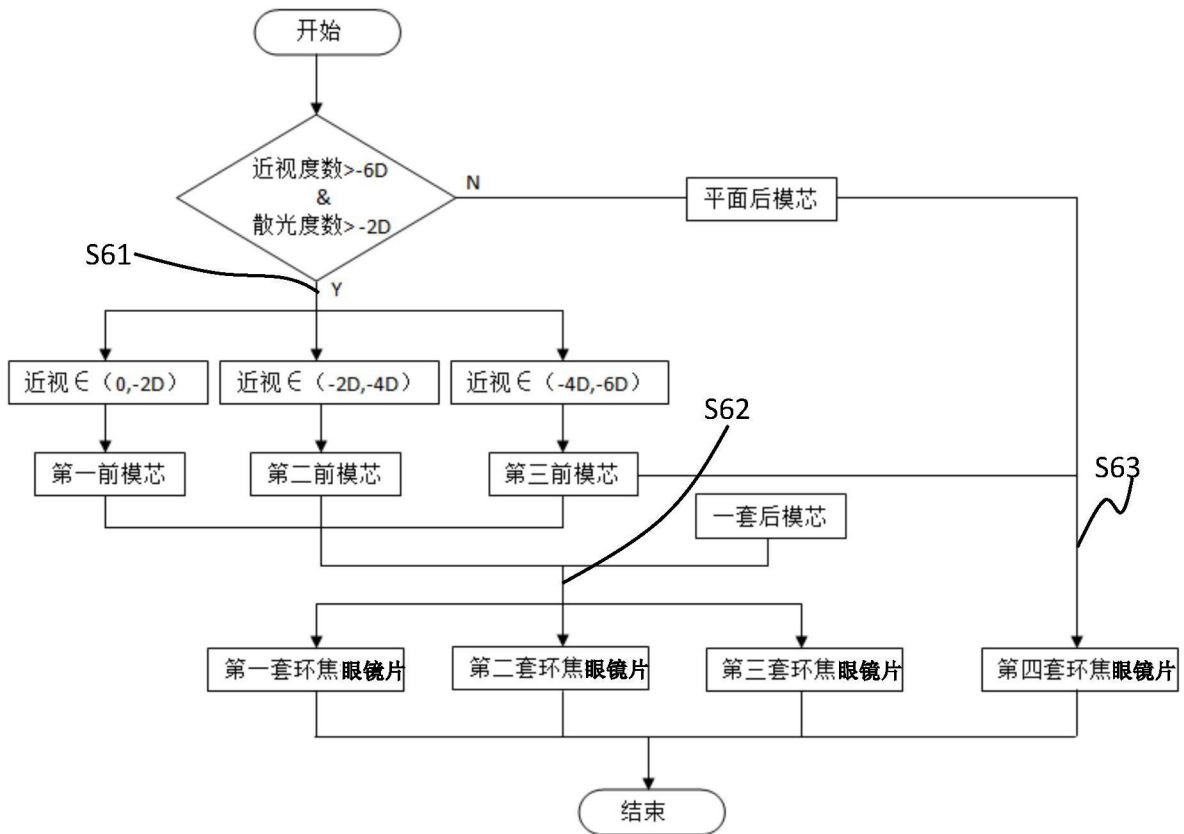 开始
近视度数>-6D
&
散光度数>-2D
N
平面后模芯
S61
Y
近视∈（0,-2D）
近视∈（-2D,-4D）
近视∈（-4D,-6D）
S62
第一前模芯
第二前模芯
第三前模芯
S63
一套后模芯
第一套环焦眼镜片
第二套环焦眼镜片
第三套环焦眼镜片
第四套环焦眼镜片
结束